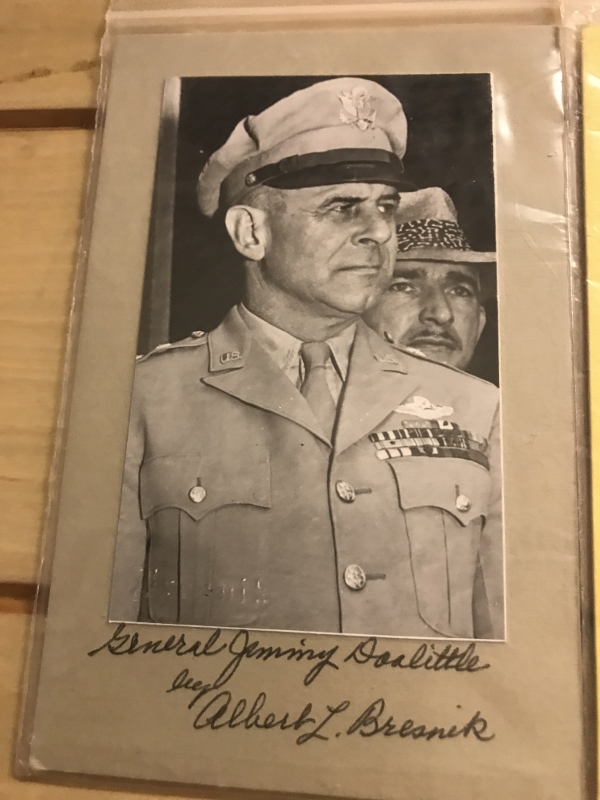 U.S.
General Jimmy Doolittle
by
Albert L. Bresnik